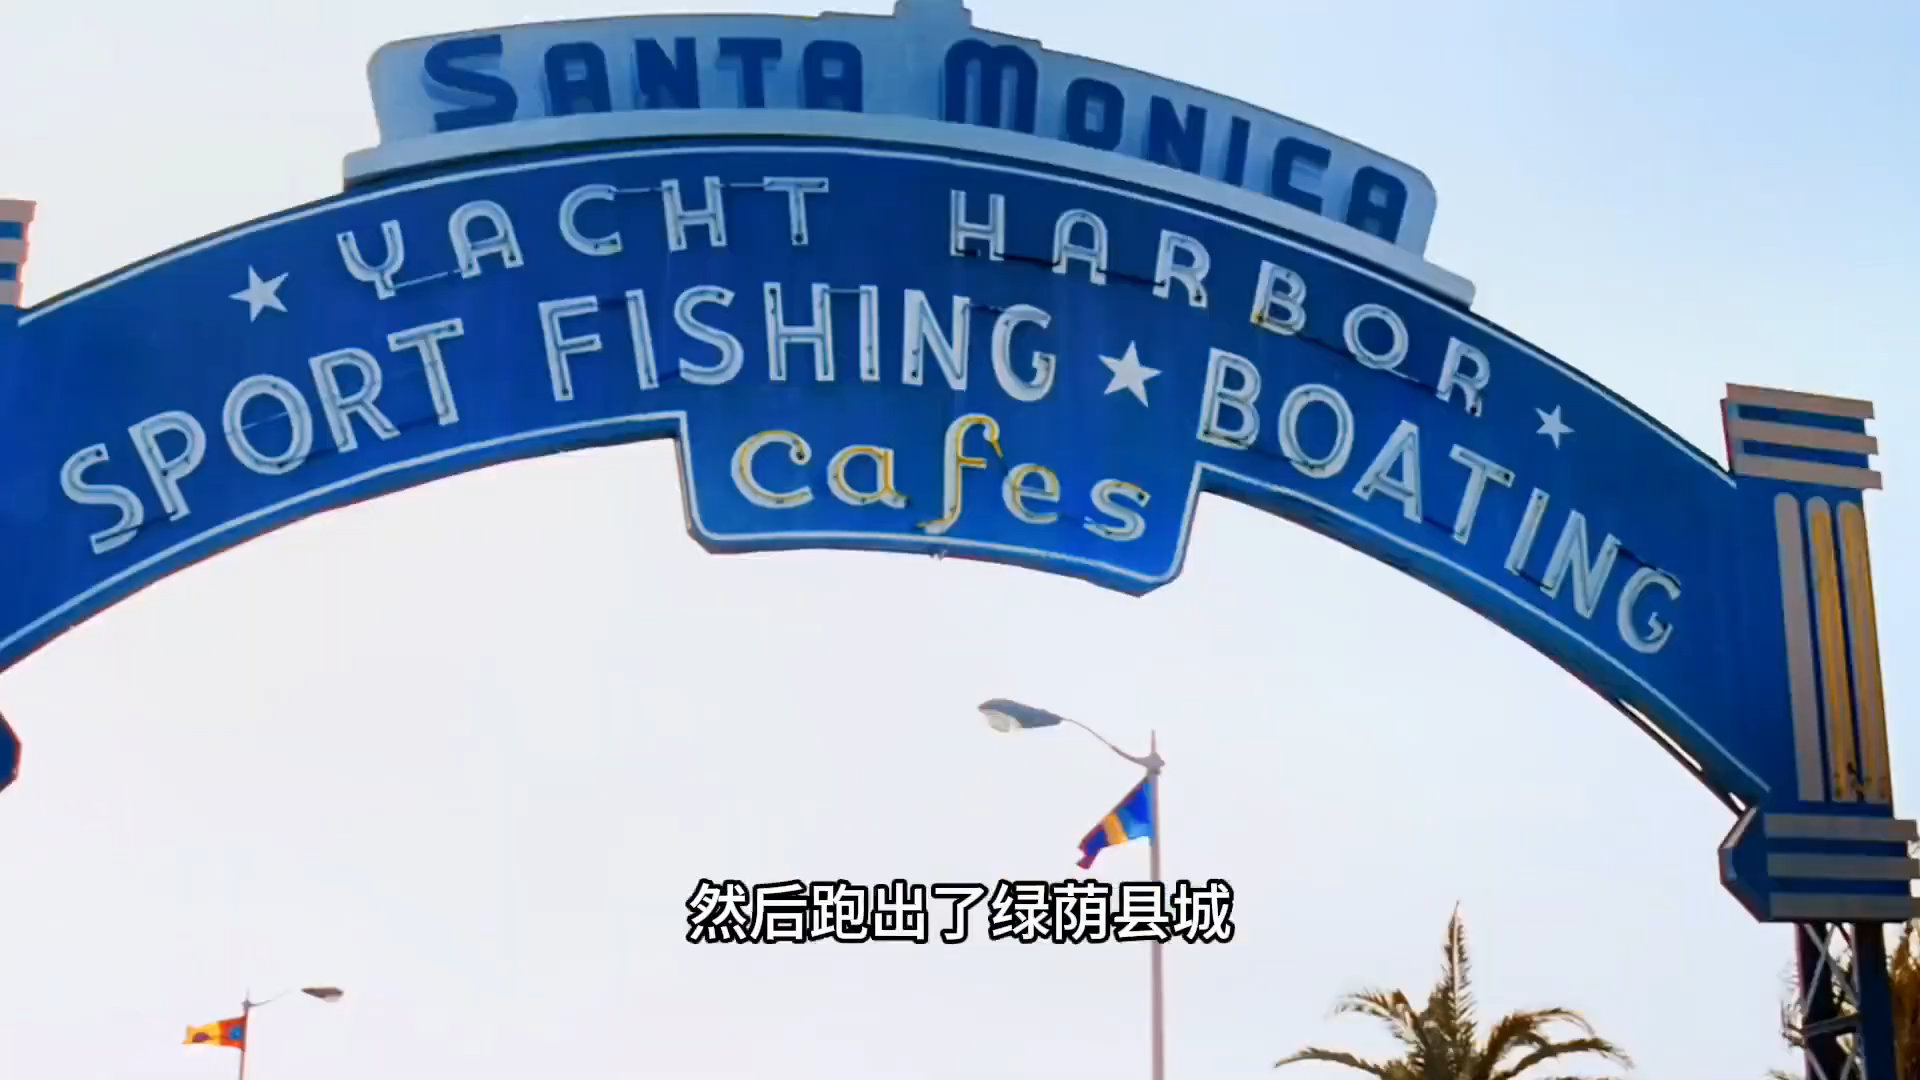 SANTA MONICA
YACHT HARBOR
SPORT FISHING BOATING
cafes
然后跑出了绿荫县城